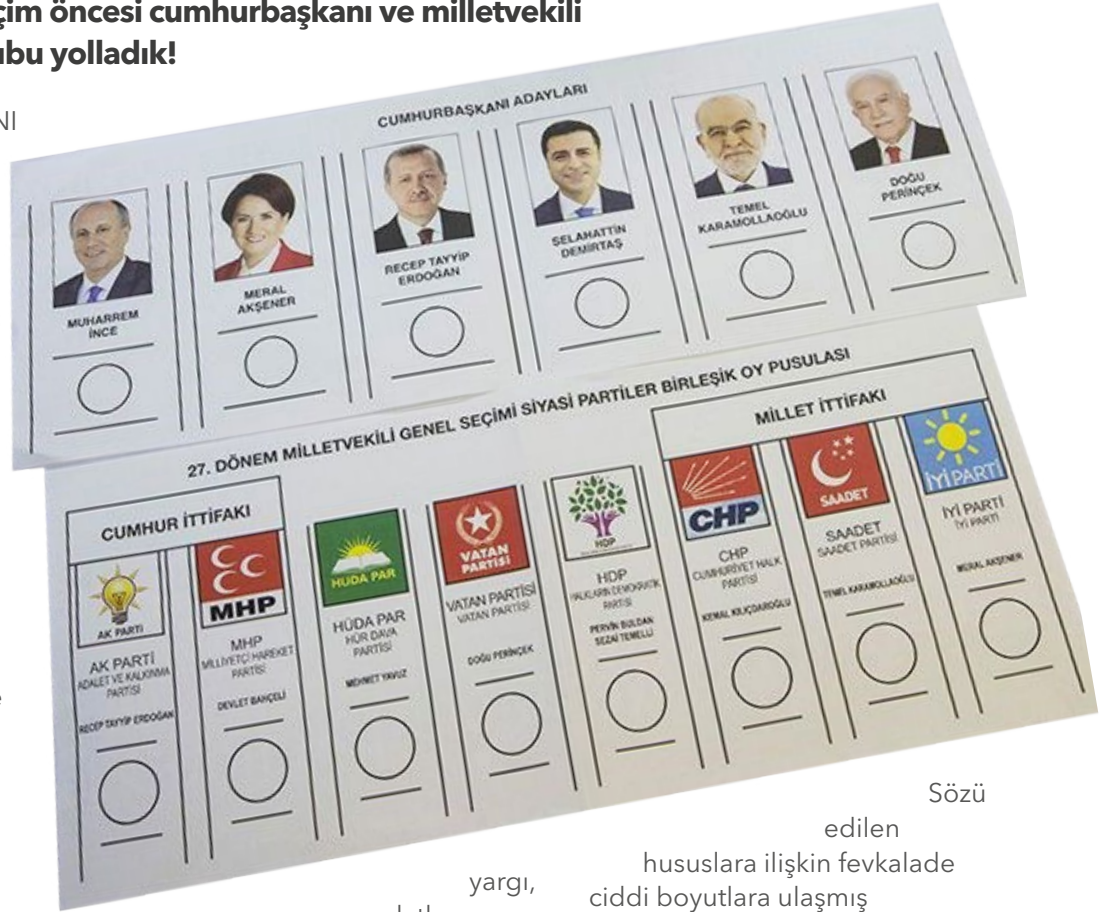 çim öncesi cumhurbaşkanı ve milletvekili
ubu yolladık!
NI
CUMHURBAŞKANI ADAYLARI
MUHARREM
İNCE
MERAL
AKŞENER
RECEP TAYYİP
ERDOĞAN
SELAHATTİN
DEMİRTAŞ
TEMEL
KARAMOLLAOĞLU
DOĞU
PERİNÇEK
27. DÖNEM MİLLETVEKİLİ GENEL SEÇİMİ SİYASİ PARTİLER BİRLEŞİK OY PUSULASI
CUMHUR İTTİFAKI
AK PARTİ
AK PARTİ
ADALET VE KALKINMA
PARTİSİ
RECEP TAYYİP ERDOĞAN
MHP
MHP
MİLLİYETÇİ HAREKET
PARTİSİ
DEVLET BAHÇELİ
HÜDA PAR
HÜDA PAR
HÜR DAVA
PARTİSİ
MEHMET YAVUZ
VATAN
PARTİSİ
VATAN PARTİSİ
VATAN PARTİSİ
DOĞU PERİNÇEK
HDP
HDP
HALKLARIN DEMOKRATİK
PARTİSİ
PERVİN BULDAN
SEZAİ TEMELLİ
MİLLET İTTİFAKI
CHP
CHP
CUMHURİYET HALK
PARTİSİ
KEMAL KILIÇDAROĞLU
SAADET
SAADET
SAADET PARTİSİ
TEMEL KARAMOLLAOĞLU
İYİ PARTİ
İYİ PARTİ
İYİ PARTİ
MERAL AKŞENER
e
Sözü
edilen
hususlara ilişkin fevkalade
yargı,
ciddi boyutlara ulaşmış